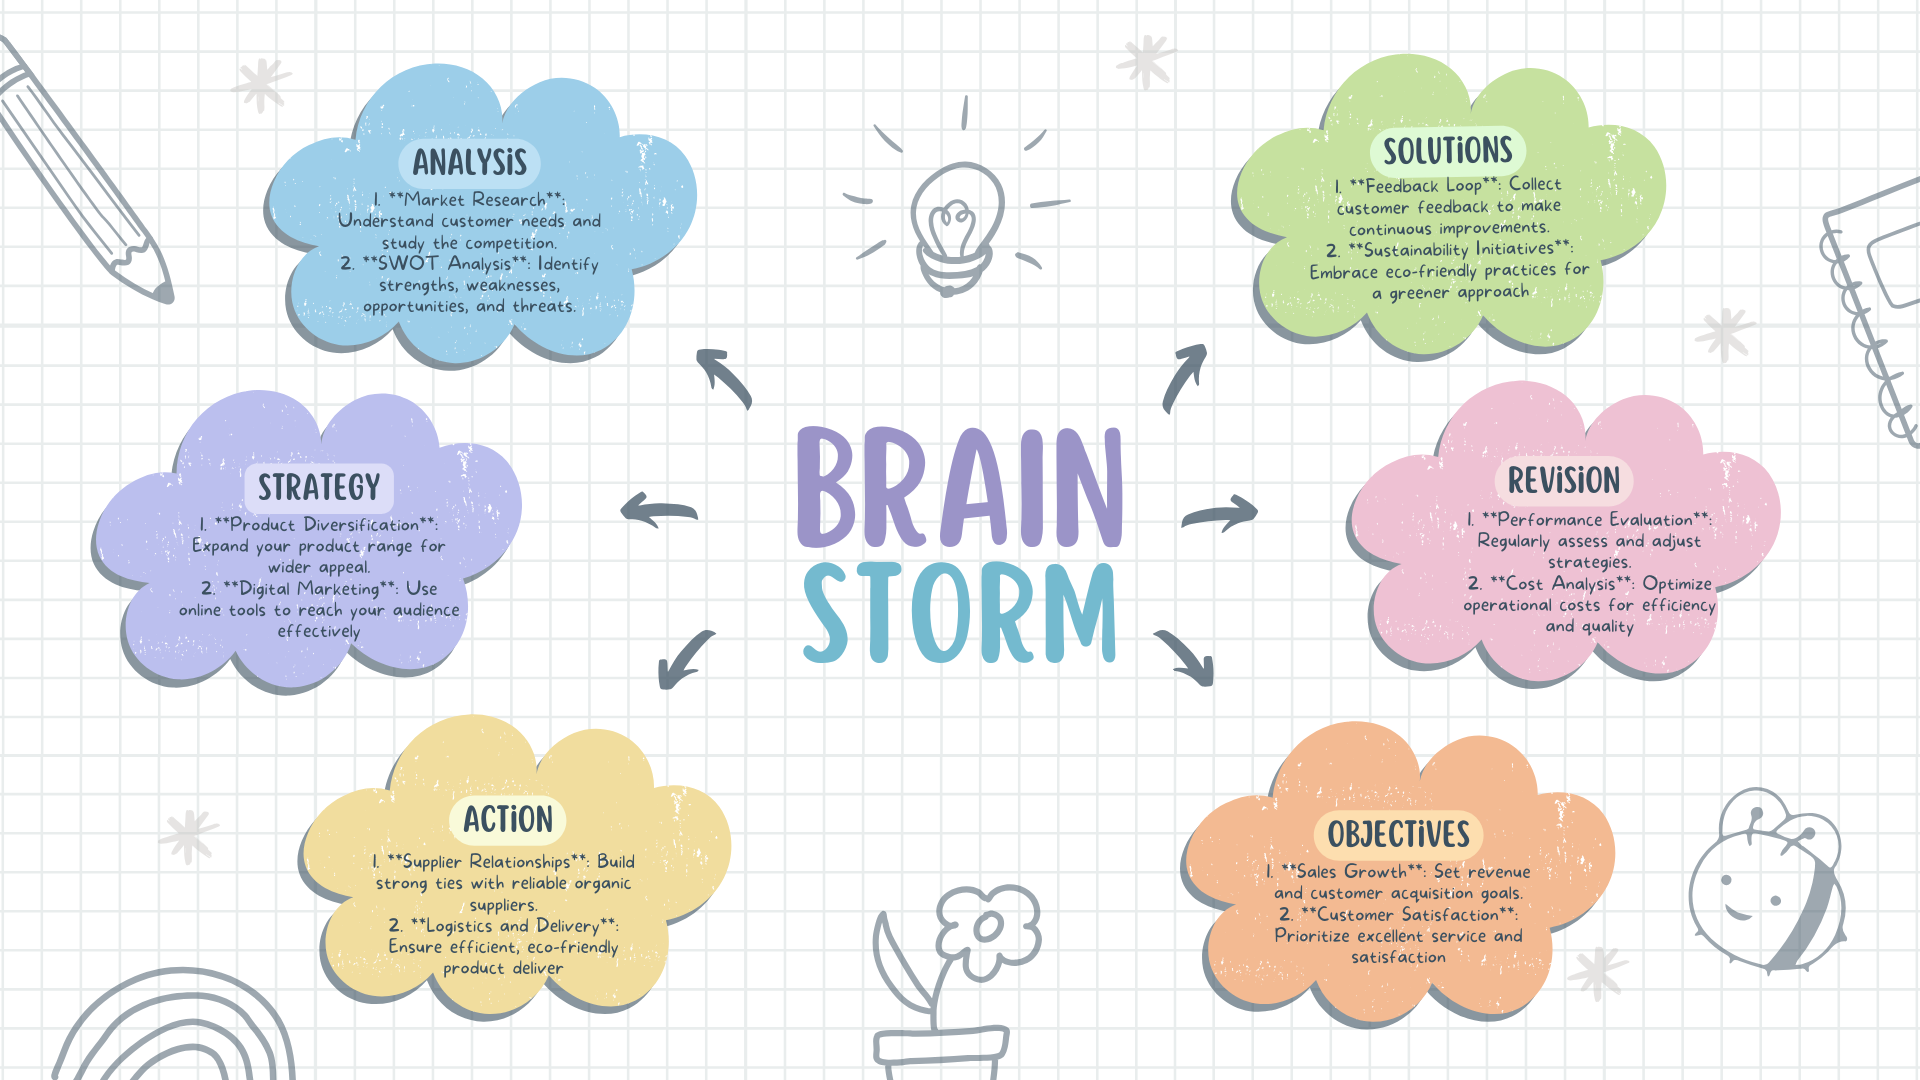 ANALYSIS
1. **Market Research**:
Understand customer needs and
study the competition.
2. **SWOT Analysis**: Identify
strengths, weaknesses,
opportunities, and threats.
SOLUTIONS
1. **Feedback Loop**: Collect
customer feedback to make
continuous improvements.
2. **Sustainability Initiatives**:
Embrace eco-friendly practices for
a greener approach
STRATEGY
1. **Product Diversification**:
Expand your product range for
wider appeal.
2. **Digital Marketing**: Use
online tools to reach your audience
effectively
BRAIN
STORM
REVISION
1. **Performance Evaluation**:
Regularly assess and adjust
strategies.
2. **Cost Analysis**: Optimize
operational costs for efficiency
and quality
ACTION
1. **Supplier Relationships**: Build
strong ties with reliable organic
suppliers.
2. **Logistics and Delivery**:
Ensure efficient, eco-friendly
product deliver
OBJECTIVES
1. **Sales Growth**: Set revenue
and customer acquisition goals.
2. **Customer Satisfaction**:
Prioritize excellent service and
satisfaction